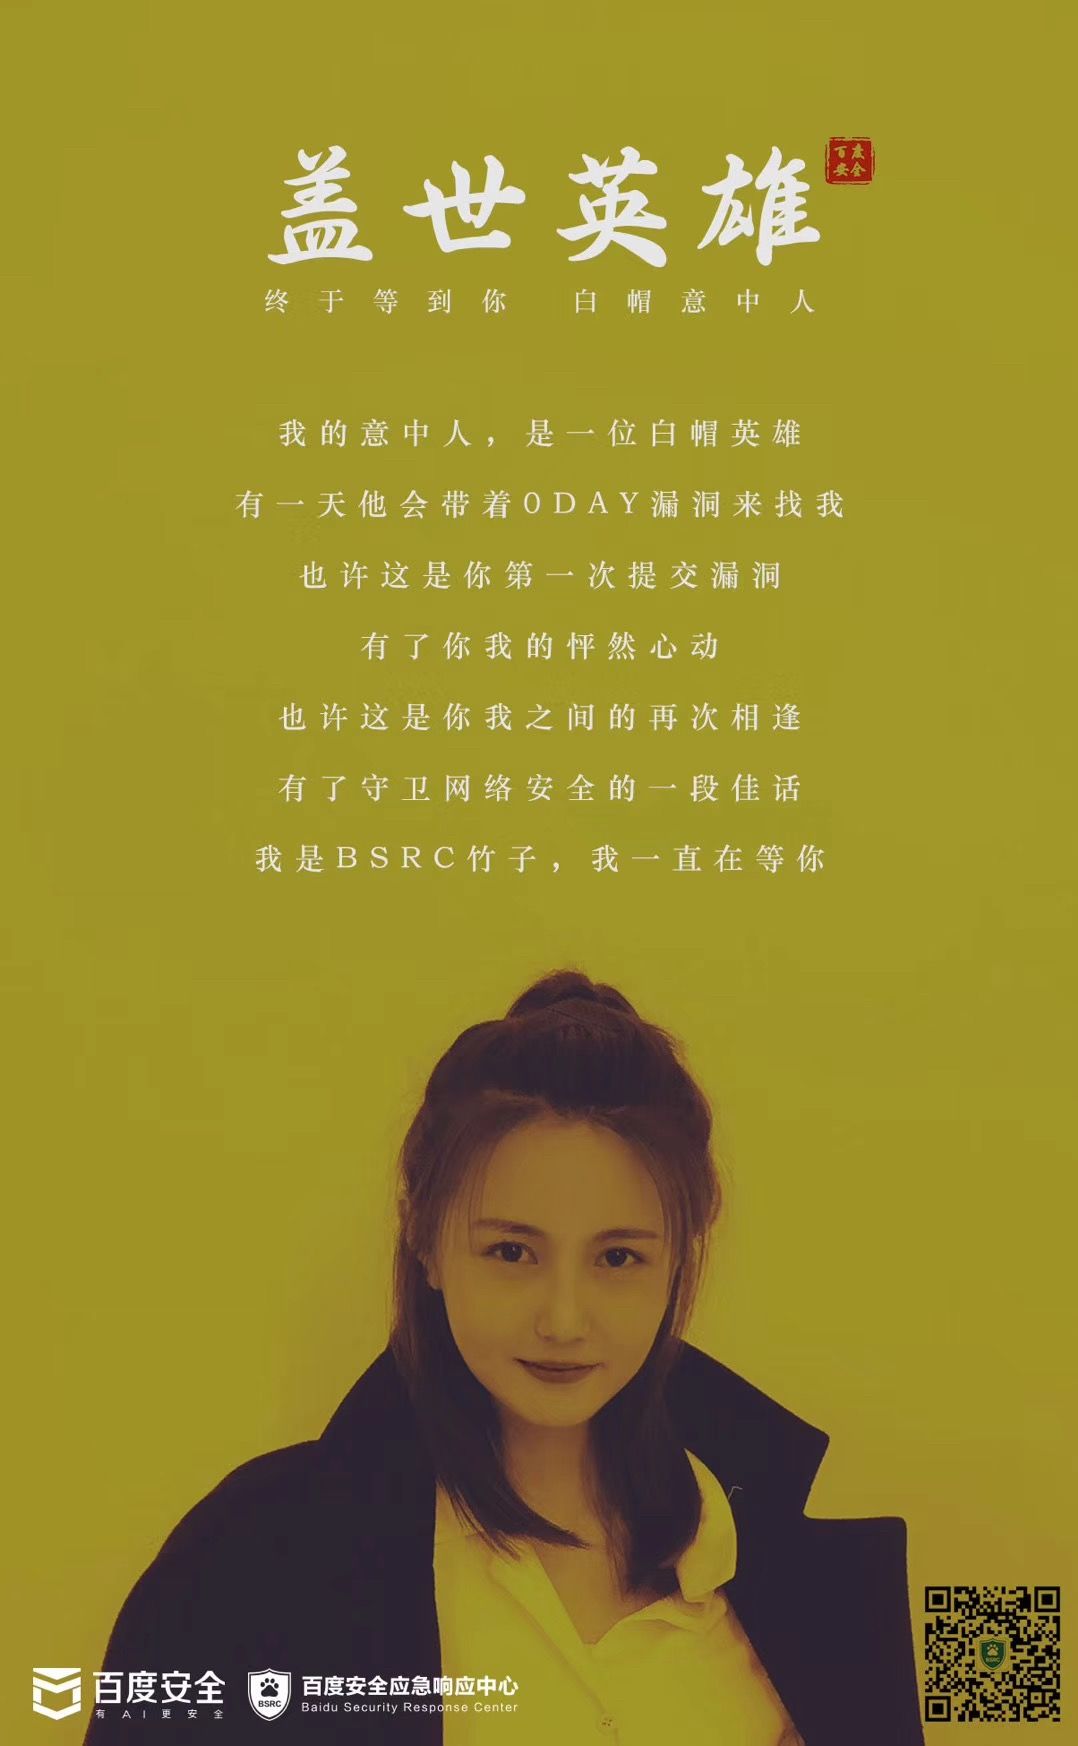 盖世英雄
百度
安全
终于等到你 白帽意中人
我的意中人，是一位白帽英雄
有一天他会带着0DAY漏洞来找我
也许这是你第一次提交漏洞
有了你我的怦然心动
也许这是你我之间的再次相逢
有了守卫网络安全的一段佳话
我是BSRC竹子，我一直在等你
百度安全
有AI更安全
BSRC
百度安全应急响应中心
Baidu Security Response Center
BSRC